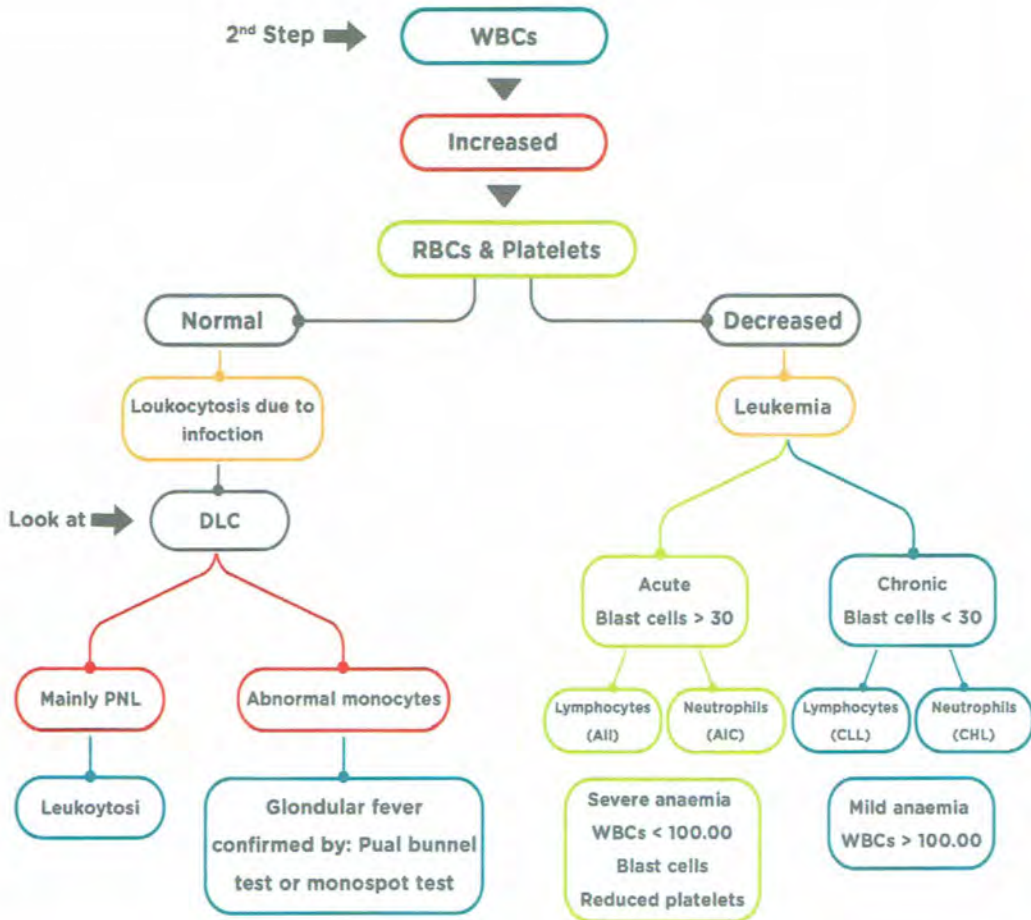 2nd Step
WBCs
Increased
RBCs & Platelets
Normal
Decreased
Loukocytosis due to
infoction
Leukemia
Look at
DLC
Acute
Blast cells > 30
Chronic
Blast cells < 30
Mainly PNL
Abnormal monocytes
Lymphocytes
(All)
Neutrophils
(AIC)
Lymphocytes
(CLL)
Neutrophils
(CHL)
Leukoytosi
Glondular fever
confirmed by: Pual bunnel
test or monospot test
Severe anaemia
WBCs < 100.00
Blast cells
Reduced platelets
Mild anaemia
WBCs > 100.00